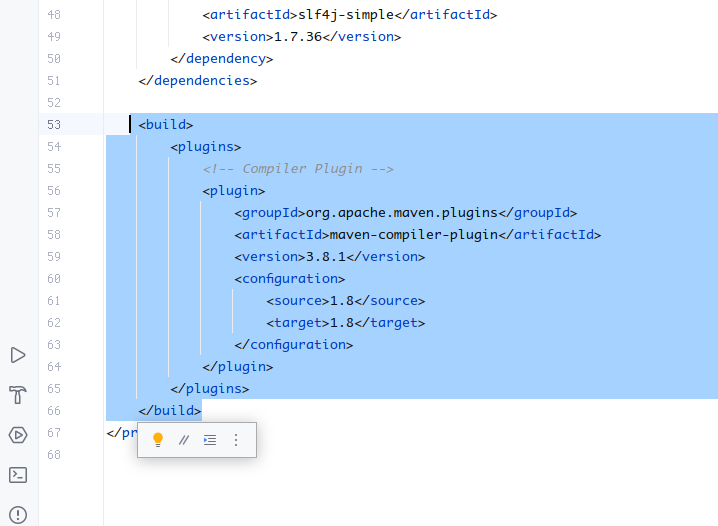 48 <artifactId>slf4j-simple</artifactId>
49 <version>1.7.36</version>
50 </dependency>
51 </dependencies>
52
53 <build>
54 <plugins>
55 <!-- Compiler Plugin -->
56 <plugin>
57 <groupId>org.apache.maven.plugins</groupId>
58 <artifactId>maven-compiler-plugin</artifactId>
59 <version>3.8.1</version>
60 <configuration>
61 <source>1.8</source>
62 <target>1.8</target>
63 </configuration>
64 </plugin>
65 </plugins>
66 </build>
67 </pr
68